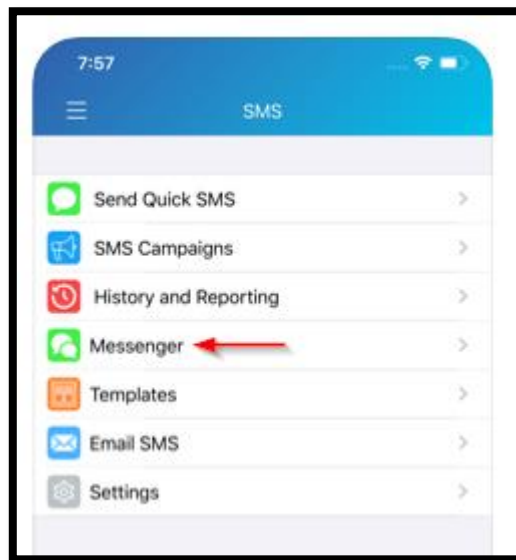 7:57
SMS
Send Quick SMS
SMS Campaigns
History and Reporting
Messenger
Templates
Email SMS
Settings